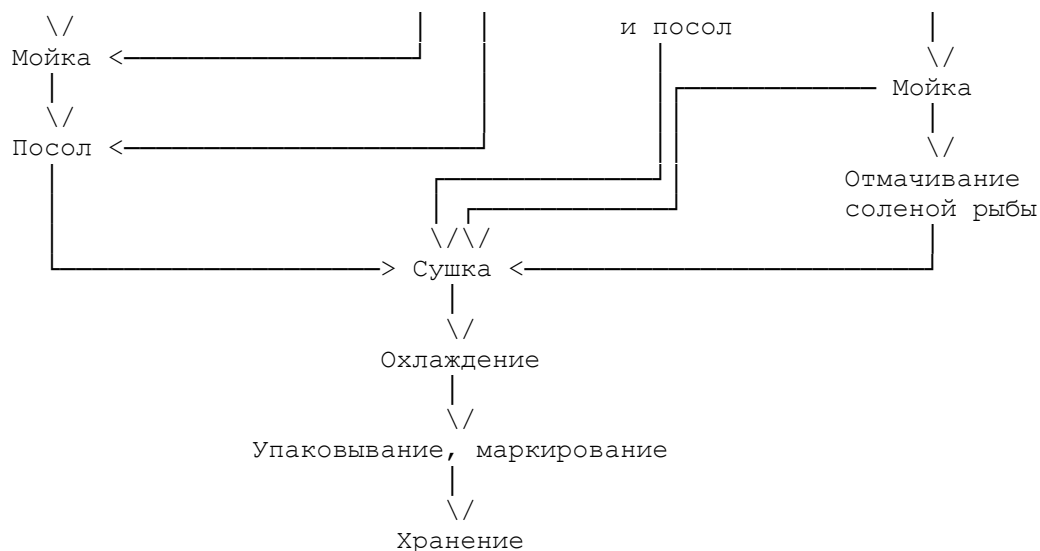 и посол
Мойка
Мойка
Посол
Отмачивание
соленой рыбы
Сушка
Охлаждение
Упаковывание, маркирование
Хранение